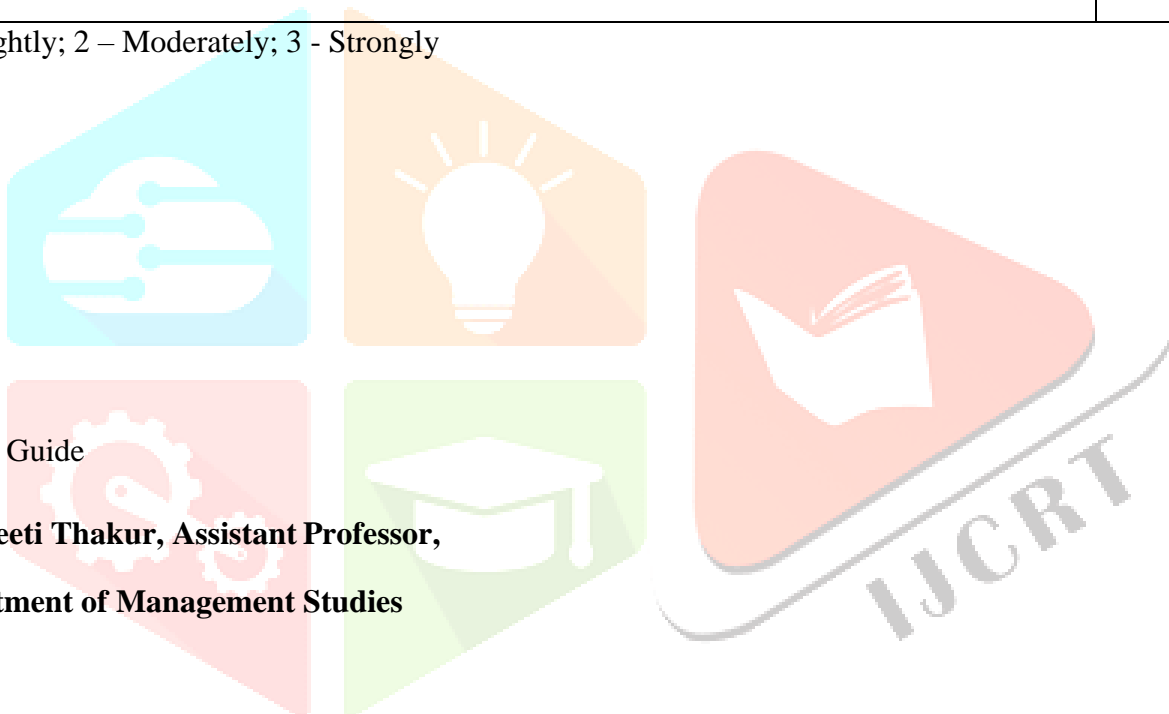 ghtly; 2 – Moderately; 3 - Strongly
Guide
eeti Thakur, Assistant Professor,
tment of Management Studies
IJCRT